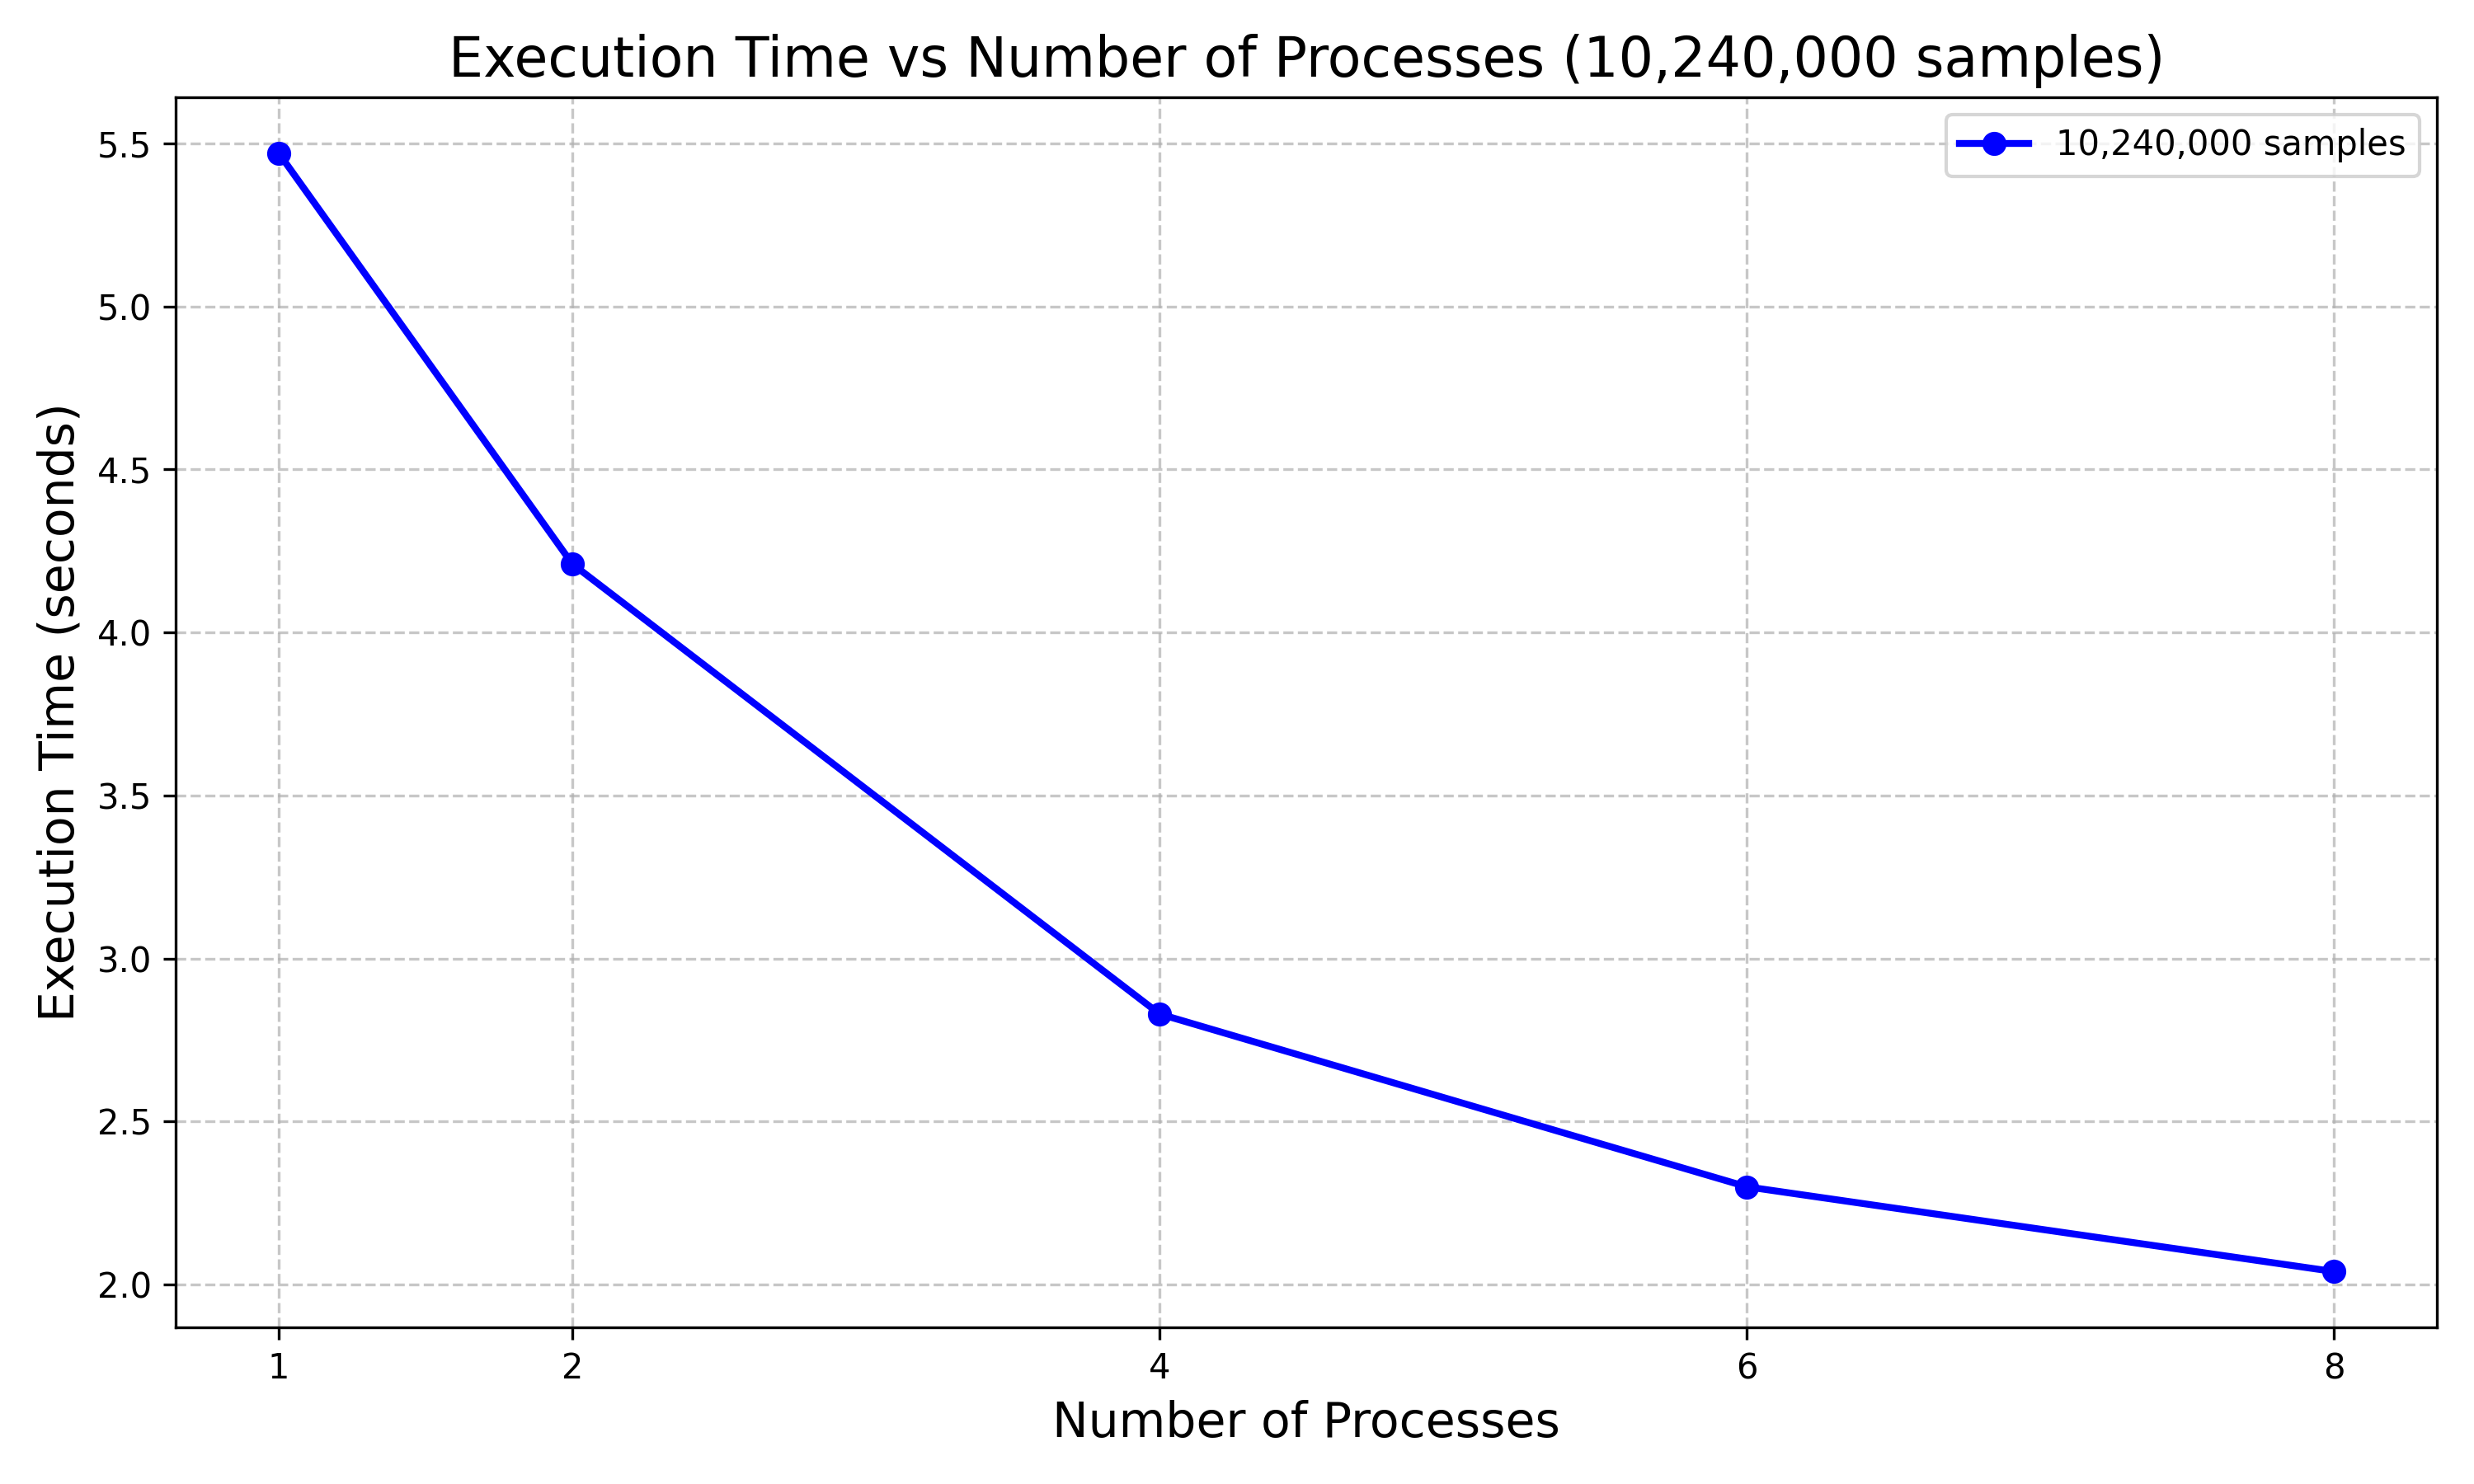 Execution Time vs Number of Processes (10,240,000 samples)
10,240,000 samples
Execution Time (seconds)
5.5
5.0
4.5
4.0
3.5
3.0
2.5
2.0
1 2 4 6 8
Number of Processes